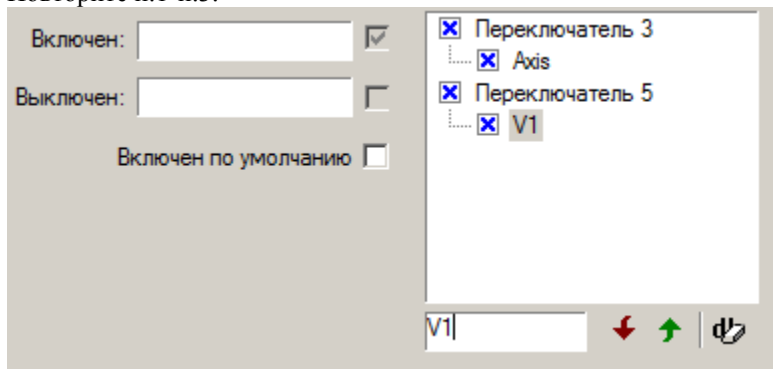 Включен:
Выключен:
Включен по умолчанию
Переключатель 3
Axis
Переключатель 5
V1
V1